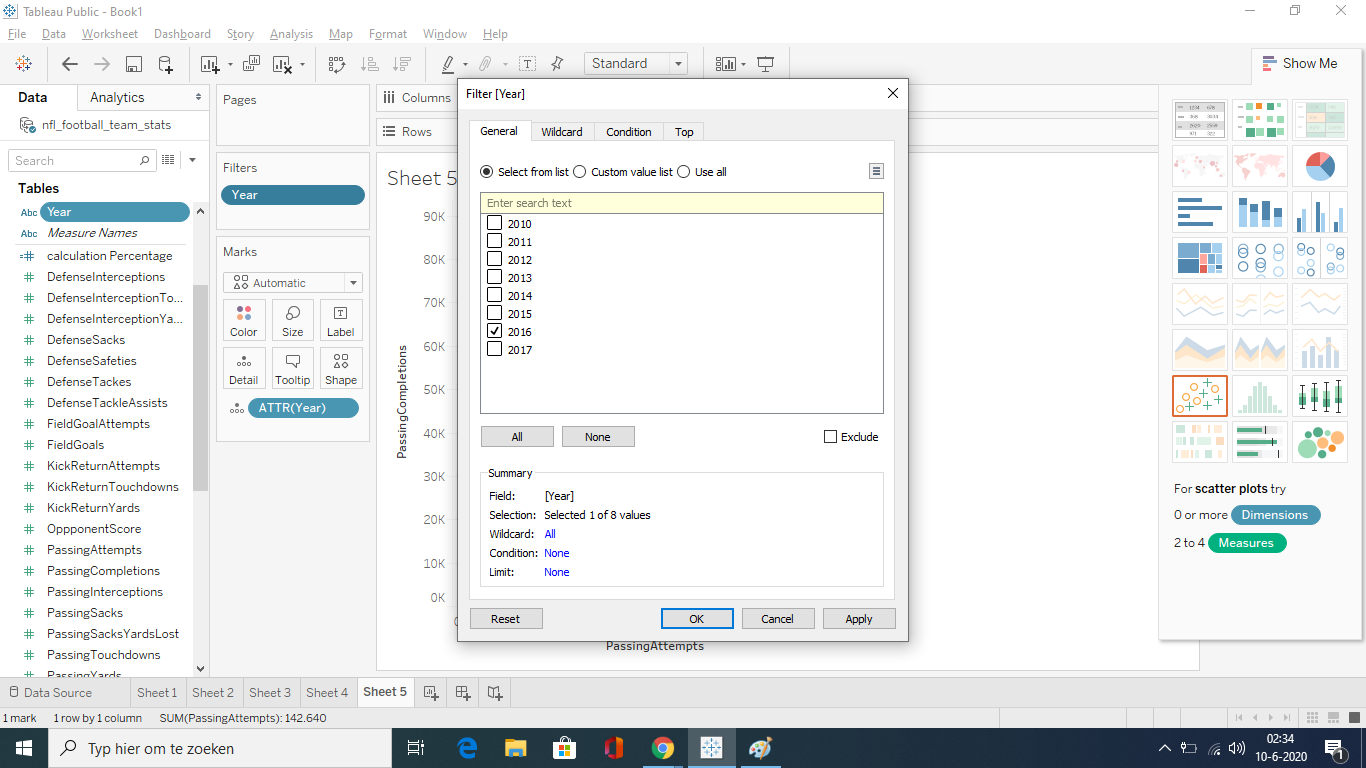 Tableau Public - Book1
File Data Worksheet Dashboard Story Analysis Map Format Window Help
Standard
Show Me
Data Analytics
nfl_football_team_stats
Search
Tables
Abc Year
Abc Measure Names
calculation Percentage
DefenseInterceptions
DefenseInterceptionTo...
DefenseInterceptionYa...
DefenseSacks
DefenseSafeties
DefenseTackes
DefenseTackleAssists
FieldGoalAttempts
FieldGoals
KickReturnAttempts
KickReturnTouchdowns
KickReturnYards
OppponentScore
PassingAttempts
PassingCompletions
PassingInterceptions
PassingSacks
PassingSacksYardsLost
PassingTouchdowns
PassingYards
Pages
Filters
Year
Marks
Automatic
Color Size Label
Detail Tooltip Shape
ATTR(Year)
Columns
Rows
Sheet 5
90K
80K
70K
60K
50K
40K
30K
20K
10K
0K
PassingCompletions
PassingAttempts
Filter [Year]
General Wildcard Condition Top
Select from list Custom value list Use all
Enter search text
2010
2011
2012
2013
2014
2015
2016
2017
All None Exclude
Summary
Field: [Year]
Selection: Selected 1 of 8 values
Wildcard: All
Condition: None
Limit: None
Reset OK Cancel Apply
For scatter plots try
0 or more Dimensions
2 to 4 Measures
Data Source Sheet 1 Sheet 2 Sheet 3 Sheet 4 Sheet 5
1 mark 1 row by 1 column SUM(PassingAttempts): 142.640
Typ hier om te zoeken
02:34
10-6-2020
1